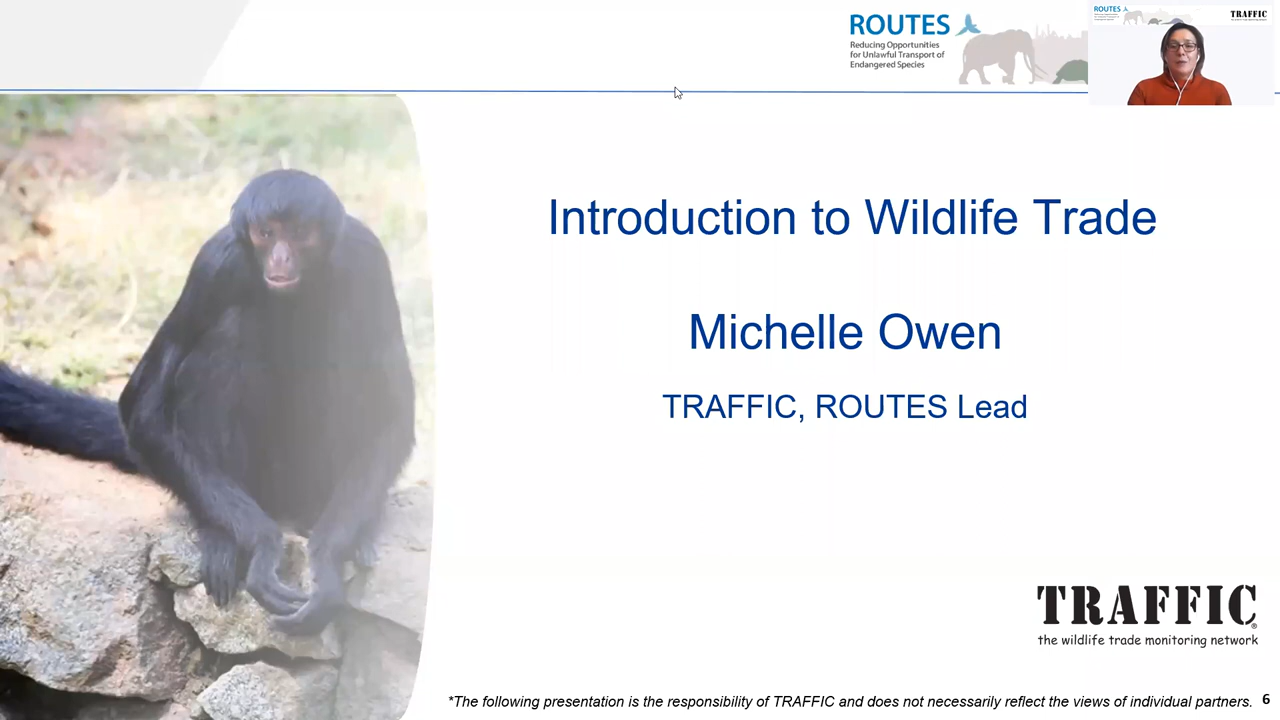 ROUTES
Reducing Opportunities
for Unlawful Transport of
Endangered Species
ROUTES
TRAFFIC
Introduction to Wildlife Trade
Michelle Owen
TRAFFIC, ROUTES Lead
TRAFFIC®
the wildlife trade monitoring network
*The following presentation is the responsibility of TRAFFIC and does not necessarily reflect the views of individual partners. 6